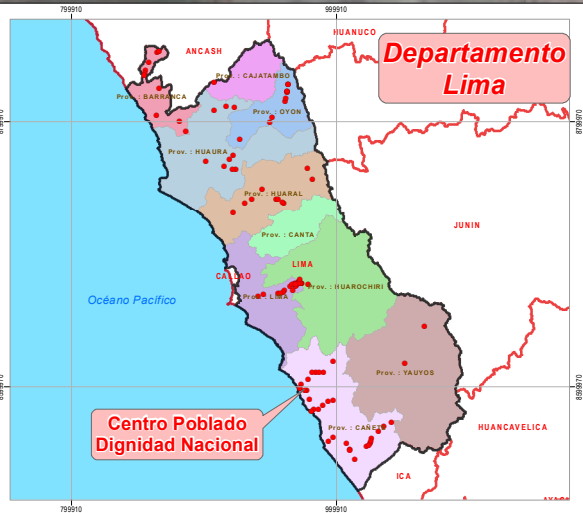 799910
999910
HUANUCO
ANCASH
Departamento
Lima
Prov. : CAJATAMBO
Prov. : BARRANCA
Prov. : OYON
8799970
8799970
Prov. : HUAURA
Prov. : HUARAL
JUNIN
Prov. : CANTA
LIMA
CALLAO
Prov. : HUAROCHIRI
Prov. : LIMA
Océano Pacífico
Prov. : YAUYOS
Centro Poblado
Dignidad Nacional
Prov. : CAÑETE
HUANCAVELICA
ICA
799910
999910